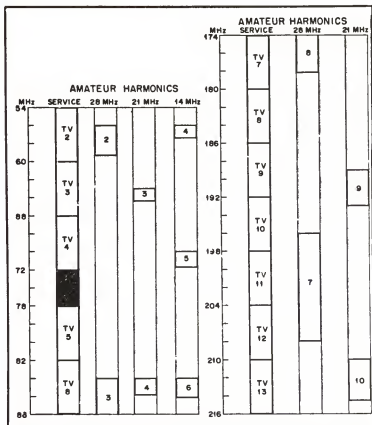 AMATEUR HARMONICS
MHz SERVICE 28 MHz 21 MHz 14 MHz
54
TV 2
2
4
60
TV 3
3
68
TV 4
5
72
TV 5
82
TV 6
3
4
6
88
AMATEUR HARMONICS
MHz SERVICE 28 MHz 21 MHz
174
TV 7
8
180
TV 8
186
TV 9
9
192
TV 10
198
TV 11
7
204
TV 12
210
TV 13
10
216